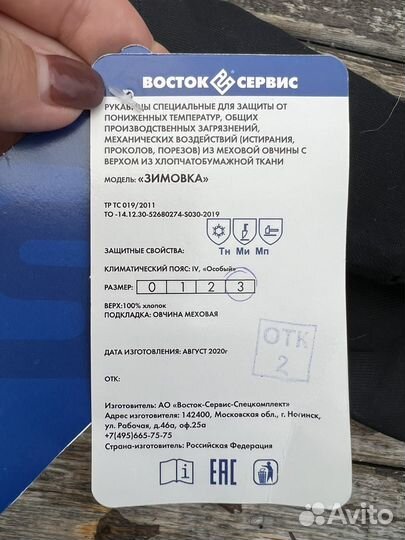 ВОСТОК СЕРВИС
РУКАВИЦЫ СПЕЦИАЛЬНЫЕ ДЛЯ ЗАЩИТЫ ОТ
ПОНИЖЕННЫХ ТЕМПЕРАТУР, ОБЩИХ
ПРОИЗВОДСТВЕННЫХ ЗАГРЯЗНЕНИЙ,
МЕХАНИЧЕСКИХ ВОЗДЕЙСТВИЙ (ИСТИРАНИЯ,
ПРОКОЛОВ, ПОРЕЗОВ) ИЗ МЕХОВОЙ ОВЧИНЫ С
ВЕРХОМ ИЗ ХЛОПЧАТОБУМАЖНОЙ ТКАНИ
МОДЕЛЬ: «ЗИМОВКА»
ТР ТС 019/2011
ТО -14.12.30-52680274-S030-2019
ЗАЩИТНЫЕ СВОЙСТВА: Тн Ми Мп
КЛИМАТИЧЕСКИЙ ПОЯС: IV, «Особый»
РАЗМЕР: 0 1 2 3
ВЕРХ:100% хлопок
ПОДКЛАДКА: ОВЧИНА МЕХОВАЯ
ОТК
2
ДАТА ИЗГОТОВЛЕНИЯ: АВГУСТ 2020г
ОТК:
Изготовитель: АО «Восток-Сервис-Спецкомплект»
Адрес изготовителя: 142400, Московская обл., г. Ногинск,
ул. Рабочая, д.46а, оф.25а
+7(495)665-75-75
Страна-изготовитель: Российская Федерация
EAC
Avito